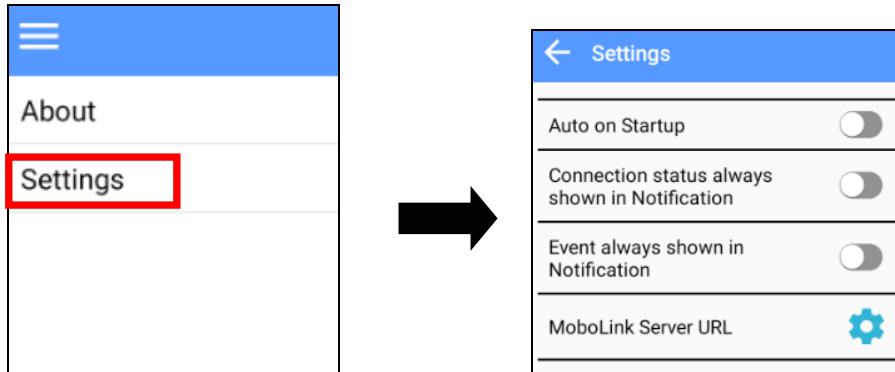 About
Settings
Settings
Auto on Startup
Connection status always
shown in Notification
Event always shown in
Notification
MoboLink Server URL